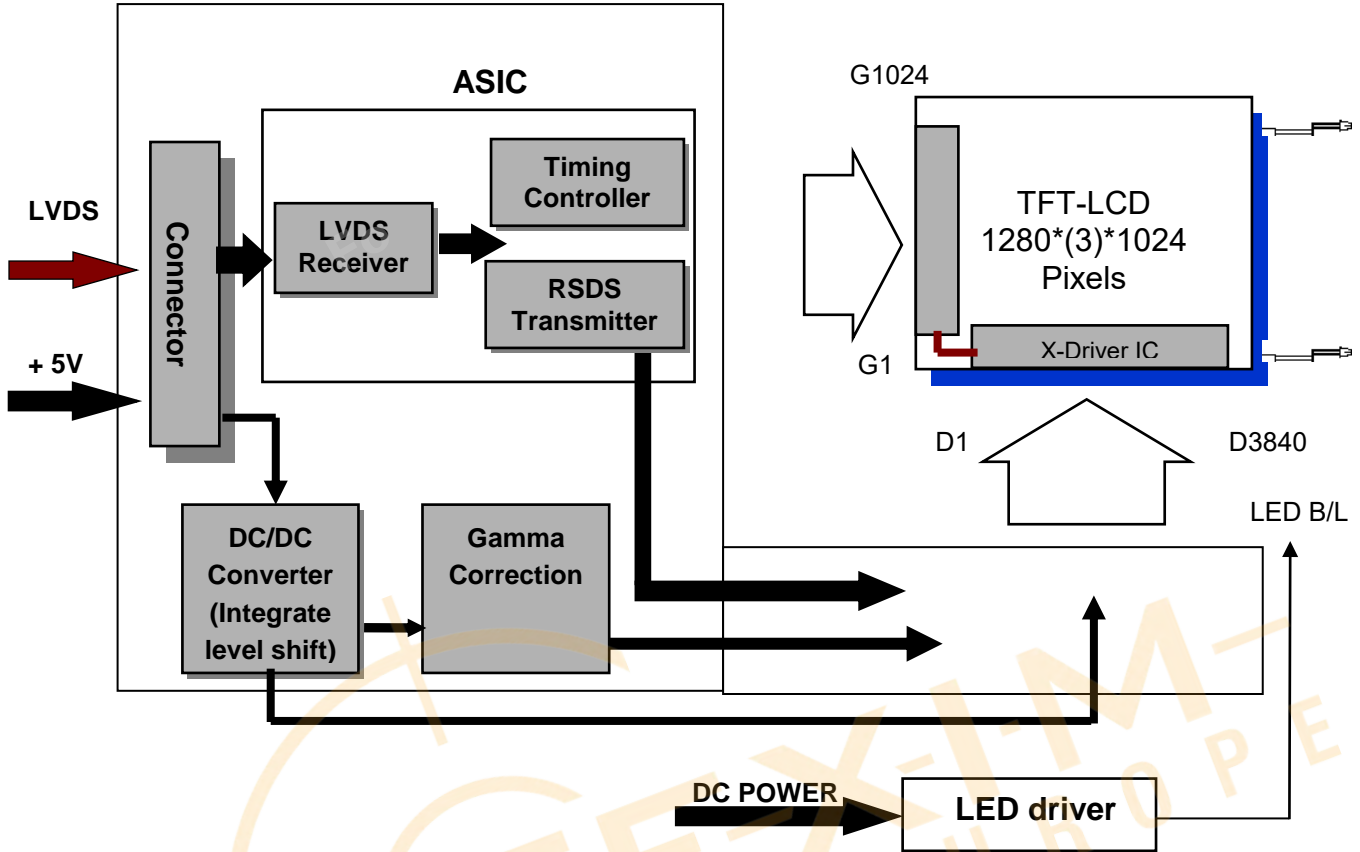 ASIC
G1024
Timing
Controller
LVDS
LVDS
Receiver
Connector
TFT-LCD
1280*(3)*1024
Pixels
RSDS
Transmitter
+ 5V
G1
X-Driver IC
D1
D3840
LED B/L
DC/DC
Converter
(Integrate
level shift)
Gamma
Correction
DC POWER
LED driver